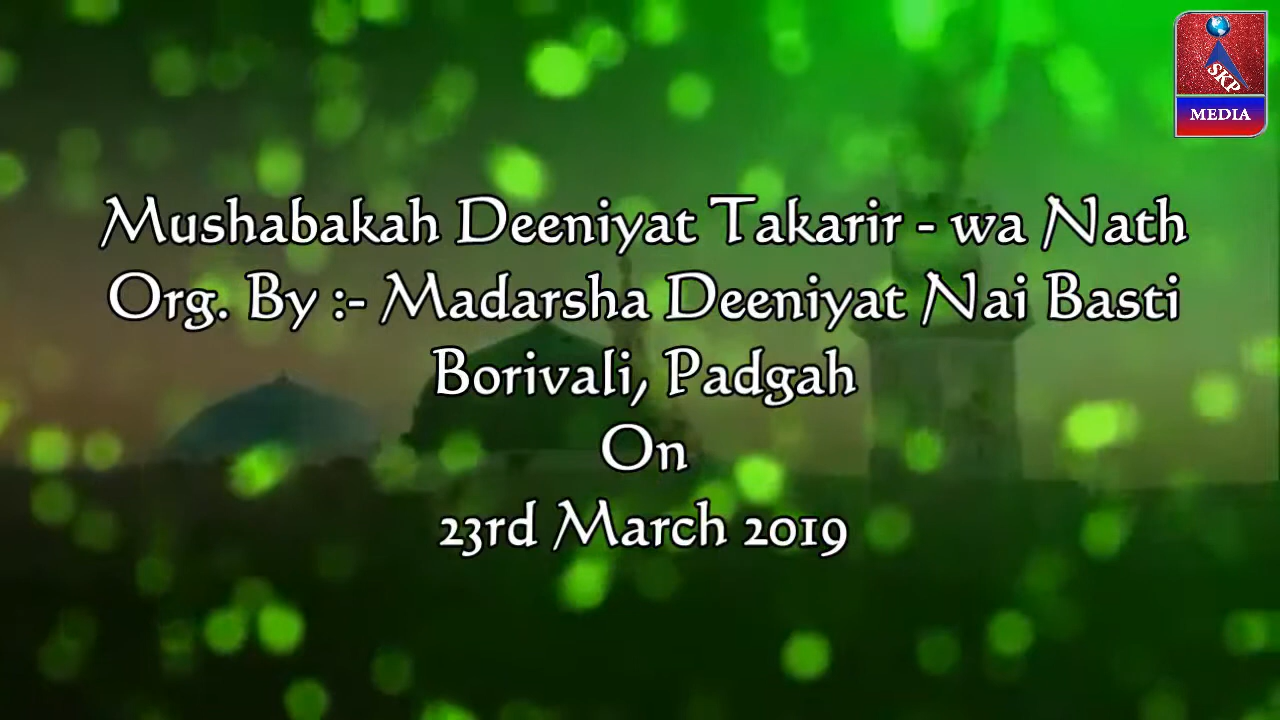 SKP
MEDIA
Mushabakah Deeniyat Takarir - wa Nath
Org. By :- Madarsha Deeniyat Nai Basti
Borivali, Padgah
On
23rd March 2019